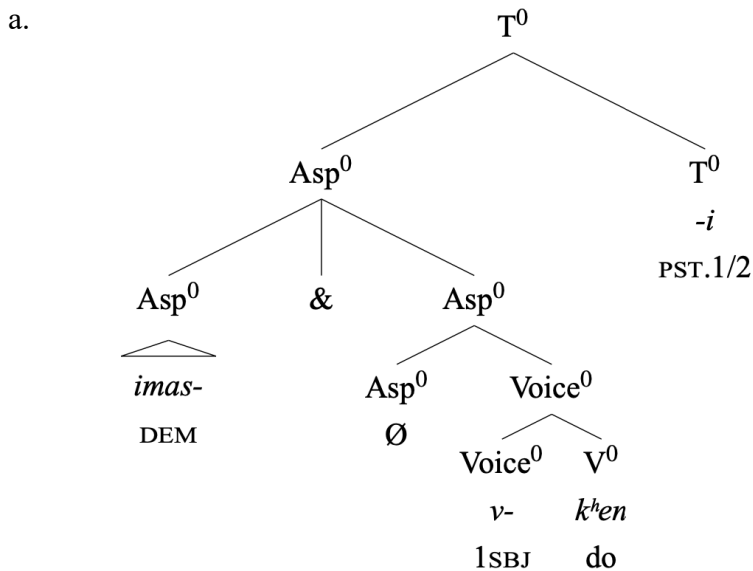 a.
T⁰
Asp⁰ T⁰
-i
PST.1/2
Asp⁰ & Asp⁰
imas- Asp⁰ Voice⁰
DEM Ø
Voice⁰ V⁰
v- kʰen
1SBJ do